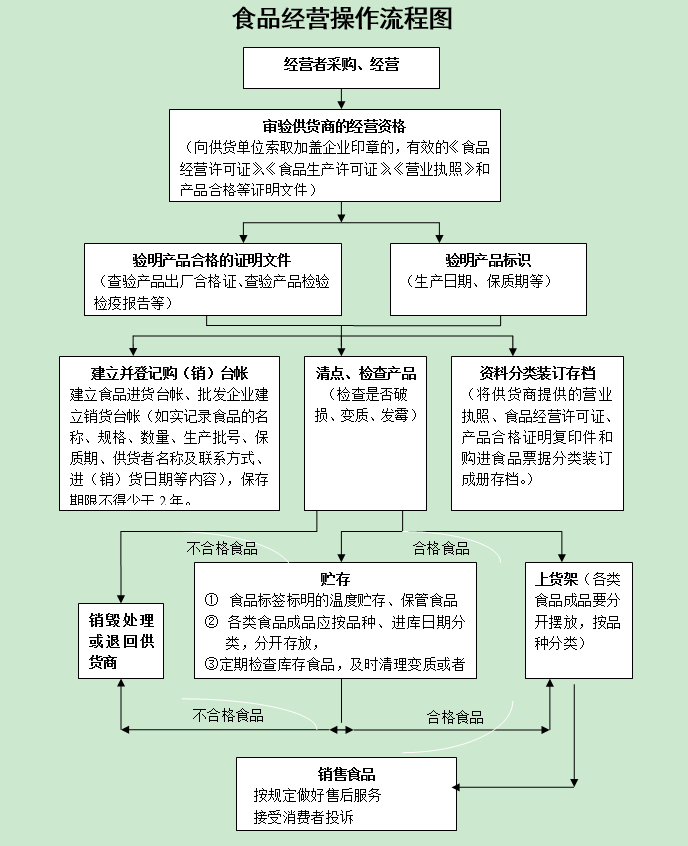 食品经营操作流程图
经营者采购、经营
审验供货商的经营资格
（向供货单位索取加盖企业印章的，有效的《食品
经营许可证》、《食品生产许可证》、《营业执照》和
产品合格等证明文件）
验明产品合格的证明文件
（查验产品出厂合格证、查验产品检验
检疫报告等）
验明产品标识
（生产日期、保质期等）
建立并登记购（销）台帐
建立食品进货台帐、批发企业建
立销货台帐（如实记录食品的名
称、规格、数量、生产批号、保
质期、供货者名称及联系方式、
进（销）货日期等内容），保存
期限不得少于 2 年。
清点、检查产品
（检查是否破
损、变质、发霉）
资料分类装订存档
（将供货商提供的营业
执照、食品经营许可证、
产品合格证明复印件和
购进食品票据分类装订
成册存档。）
不合格食品
合格食品
销毁处理
或退回供
货商
贮存
① 食品标签标明的温度贮存、保管食品
② 各类食品成品应按品种、进库日期分
类，分开存放，
③定期检查库存食品，及时清理变质或者
上货架（各类
食品成品要分
开摆放，按品
种分类）
不合格食品
合格食品
销售食品
按规定做好售后服务
接受消费者投诉